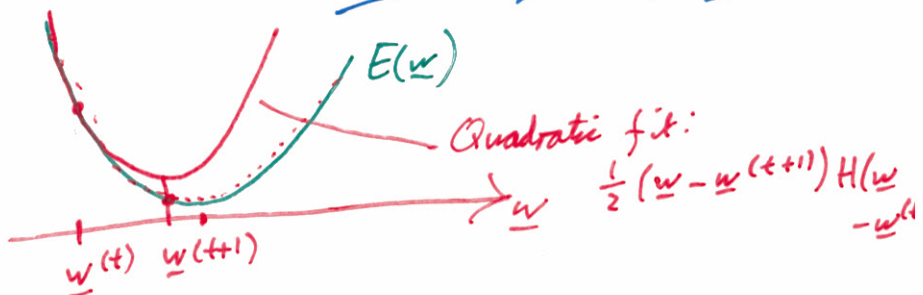 E(w)
Quadratic fit:
w 1/2 (w - w^(t+1)) H(w
- w^(t
w^(t) w^(t+1)